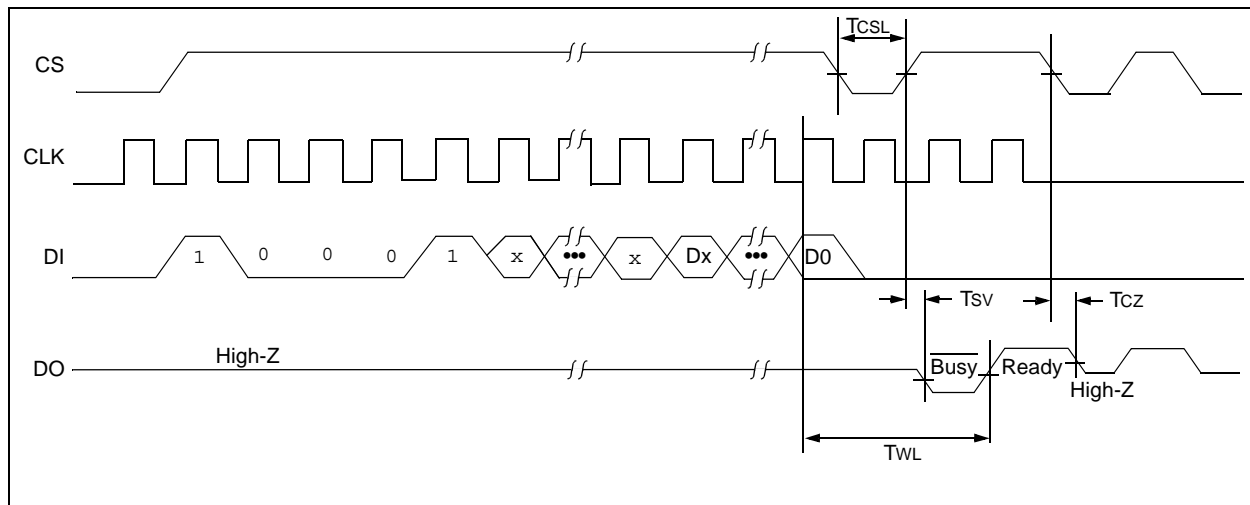 TCSL
CS
CLK
DI
1 0 0 0 1 x ••• x Dx ••• D0
TSV
TCZ
High-Z
DO
Busy
Ready
High-Z
TWL